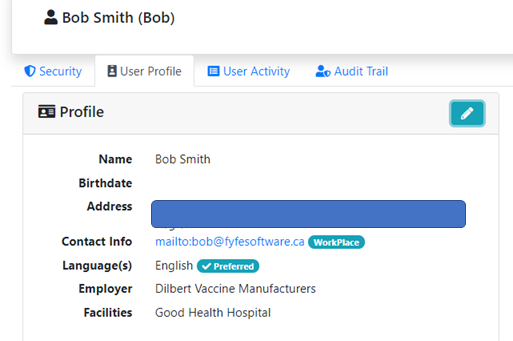 Bob Smith (Bob)
Security User Profile User Activity Audit Trail
Profile
Name Bob Smith
Birthdate
Address
Contact Info mailto:bob@fyfesoftware.ca WorkPlace
Language(s) English Preferred
Employer Dilbert Vaccine Manufacturers
Facilities Good Health Hospital